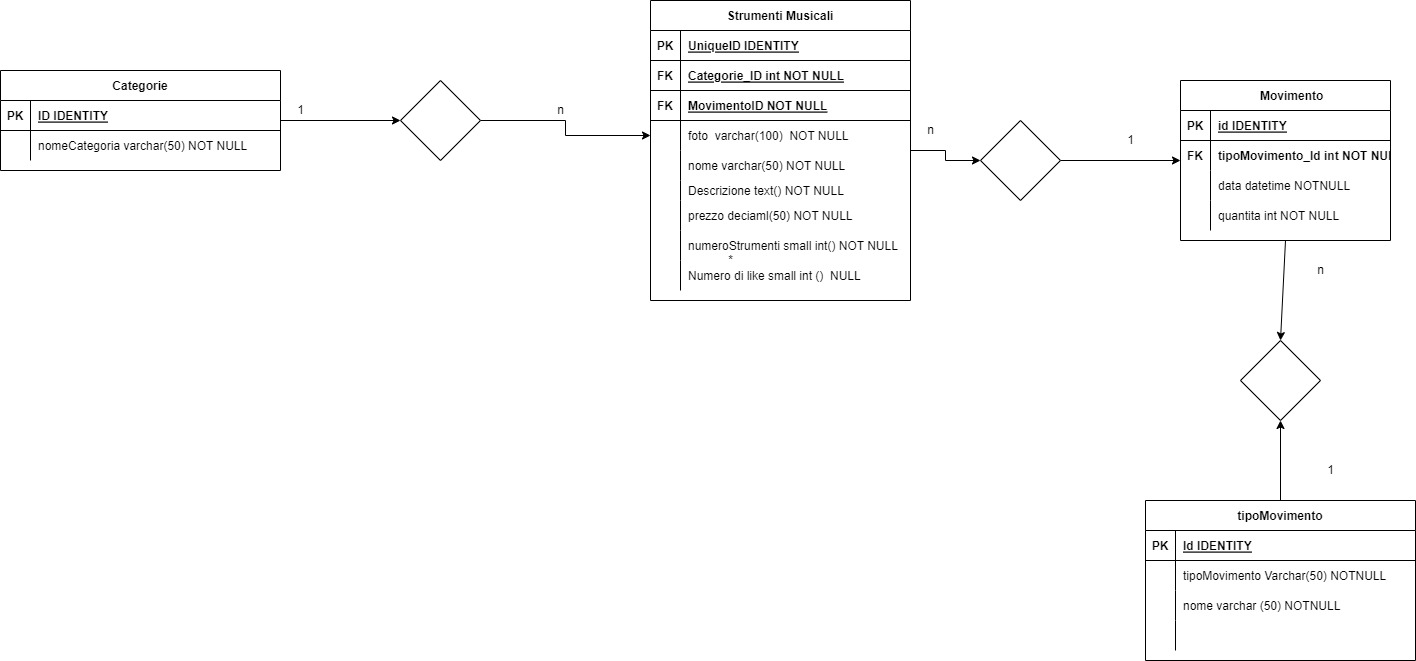 Strumenti Musicali
PK UniqueID IDENTITY
FK Categorie_ID int NOT NULL
FK MovimentoID NOT NULL
foto varchar(100) NOT NULL
nome varchar(50) NOT NULL
Descrizione text() NOT NULL
prezzo deciaml(50) NOT NULL
numeroStrumenti small int() NOT NULL
*
Numero di like small int () NULL
Categorie
PK ID IDENTITY
nomeCategoria varchar(50) NOT NULL
1
n
n
1
Movimento
PK id IDENTITY
FK tipoMovimento_Id int NOT NUL
data datetime NOTNULL
quantita int NOT NULL
n
1
tipoMovimento
PK Id IDENTITY
tipoMovimento Varchar(50) NOTNULL
nome varchar (50) NOTNULL